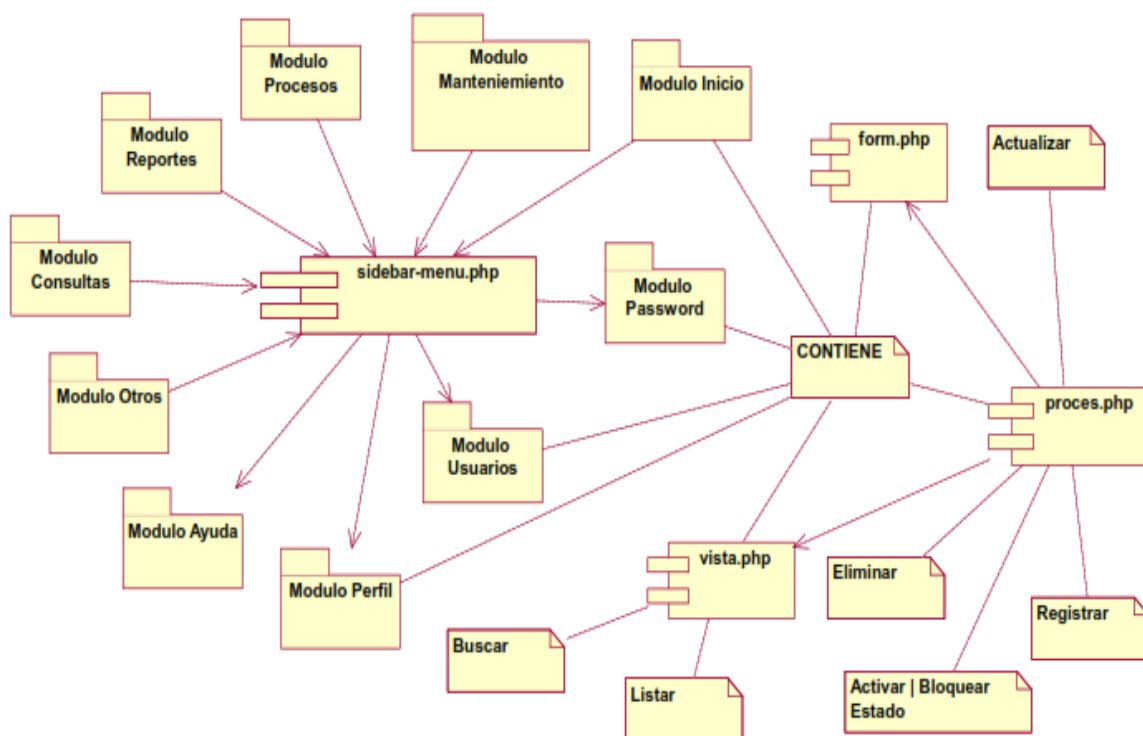 Modulo
Procesos
Modulo
Manteniemiento
Modulo Inicio
Modulo
Reportes
form.php
Actualizar
Modulo
Consultas
sidebar-menu.php
Modulo
Password
CONTIENE
Modulo Otros
proces.php
Modulo
Usuarios
Modulo Ayuda
Modulo Perfil
vista.php
Eliminar
Registrar
Buscar
Listar
Activar | Bloquear
Estado